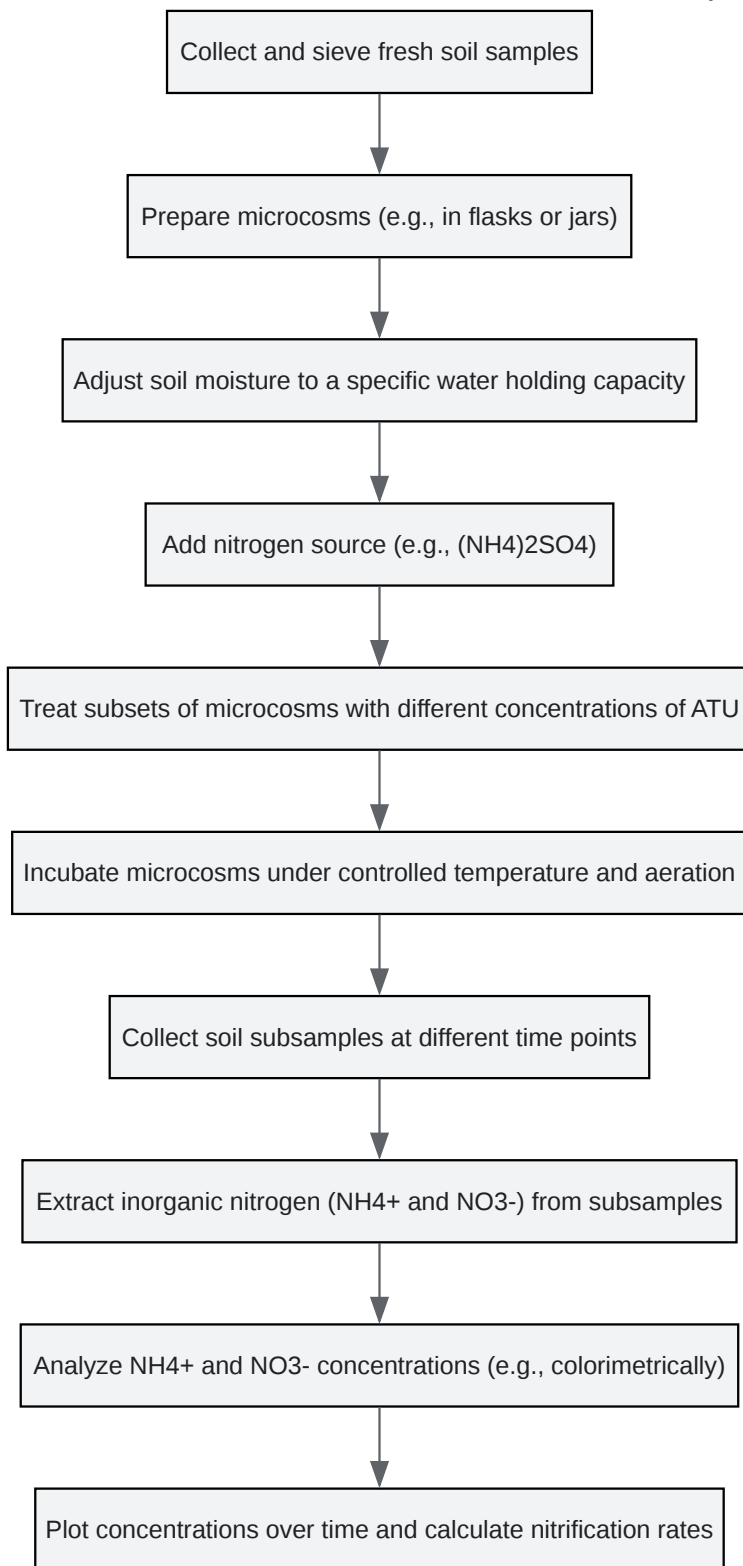 Collect and sieve fresh soil samples
Prepare microcosms (e.g., in flasks or jars)
Adjust soil moisture to a specific water holding capacity
Add nitrogen source (e.g., (NH4)2SO4)
Treat subsets of microcosms with different concentrations of ATU
Incubate microcosms under controlled temperature and aeration
Collect soil subsamples at different time points
Extract inorganic nitrogen (NH4+ and NO3-) from subsamples
Analyze NH4+ and NO3- concentrations (e.g., colorimetrically)
Plot concentrations over time and calculate nitrification rates